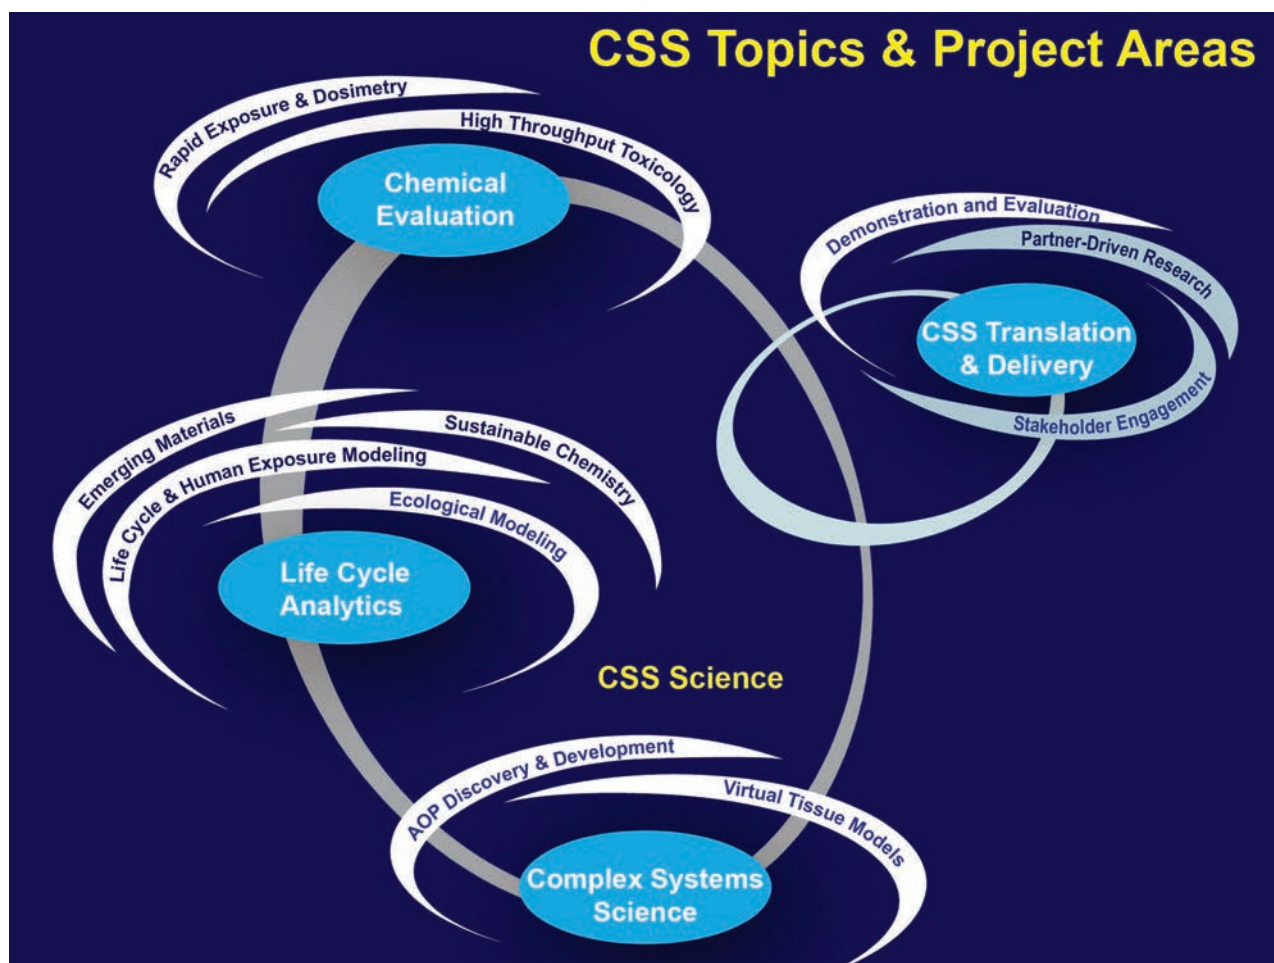 CSS Topics & Project Areas
Rapid Exposure & Dosimetry
High Throughput Toxicology
Chemical
Evaluation
Demonstration and Evaluation
Partner-Driven Research
CSS Translation
& Delivery
Stakeholder Engagement
Emerging Materials
Sustainable Chemistry
Life Cycle & Human Exposure Modeling
Ecological Modeling
Life Cycle
Analytics
CSS Science
AOP Discovery & Development
Virtual Tissue Models
Complex Systems
Science